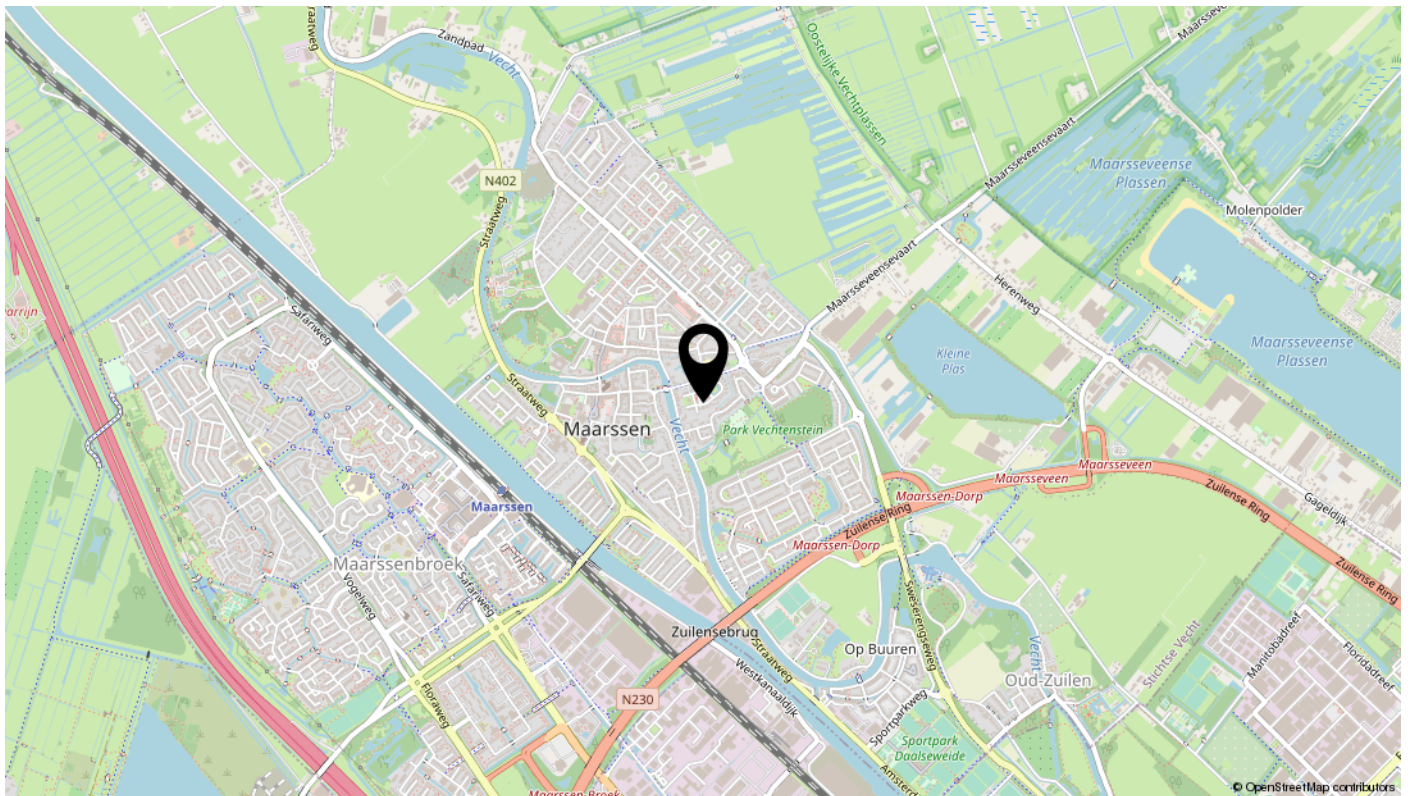 Straatweg
Zandpad
Vecht
Oostelijke Vechtplassen
Maarsseveensevaart
Maarsseveense
Plassen
N402
Straatweg
Molenpolder
Maarsseveensevaart
Herenweg
Safariweg
Maarsseveense
Plassen
Kleine
Plas
Straatweg
Maarssen
Vecht
Park Vechtenstein
Maarsseveen
Maarsseveen
Zuilense Ring
Maarssen-Dorp
Gageldijk
Maarssen
Zuilense Ring
Maarssen-Dorp
Maarssenbroek
Vogelweg
Safariweg
Zuilense Ring
Sweserengseweg
Zuilensebrug
Straatweg
Op Buuren
Vecht
Stichtse Vecht
Manitobadreef
Floridadreef
Oud-Zuilen
Westkanaaldijk
N230
Floraweg
Sportparkweg
Sportpark
Daalseweide
Maarssen-Broek
© OpenStreetMap contributors